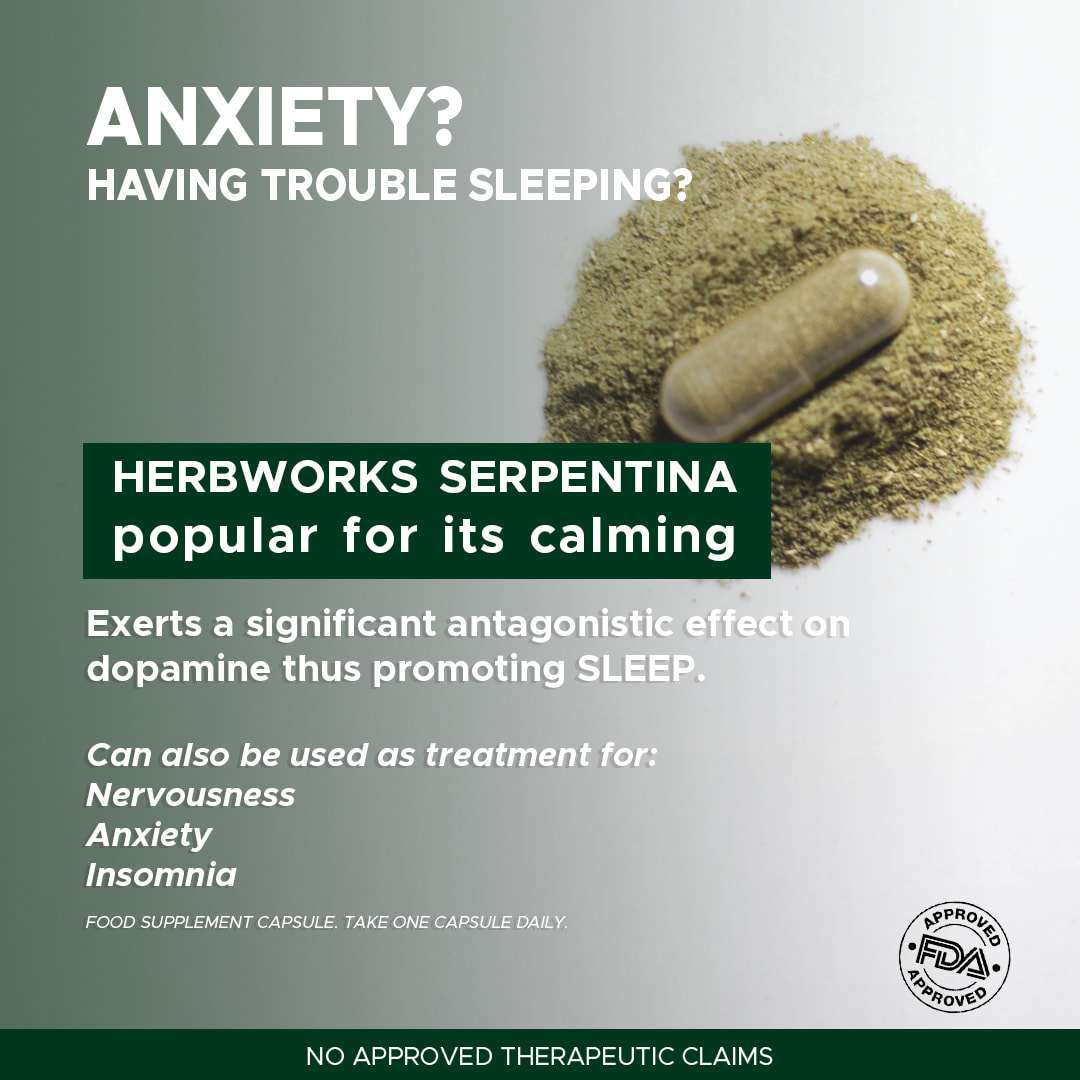 ANXIETY?
HAVING TROUBLE SLEEPING?
HERBWORKS SERPENTINA
popular for its calming
Exerts a significant antagonistic effect on
dopamine thus promoting SLEEP.
Can also be used as treatment for:
Nervousness
Anxiety
Insomnia
FOOD SUPPLEMENT CAPSULE. TAKE ONE CAPSULE DAILY.
APPROVED
FDA
APPROVED
NO APPROVED THERAPEUTIC CLAIMS